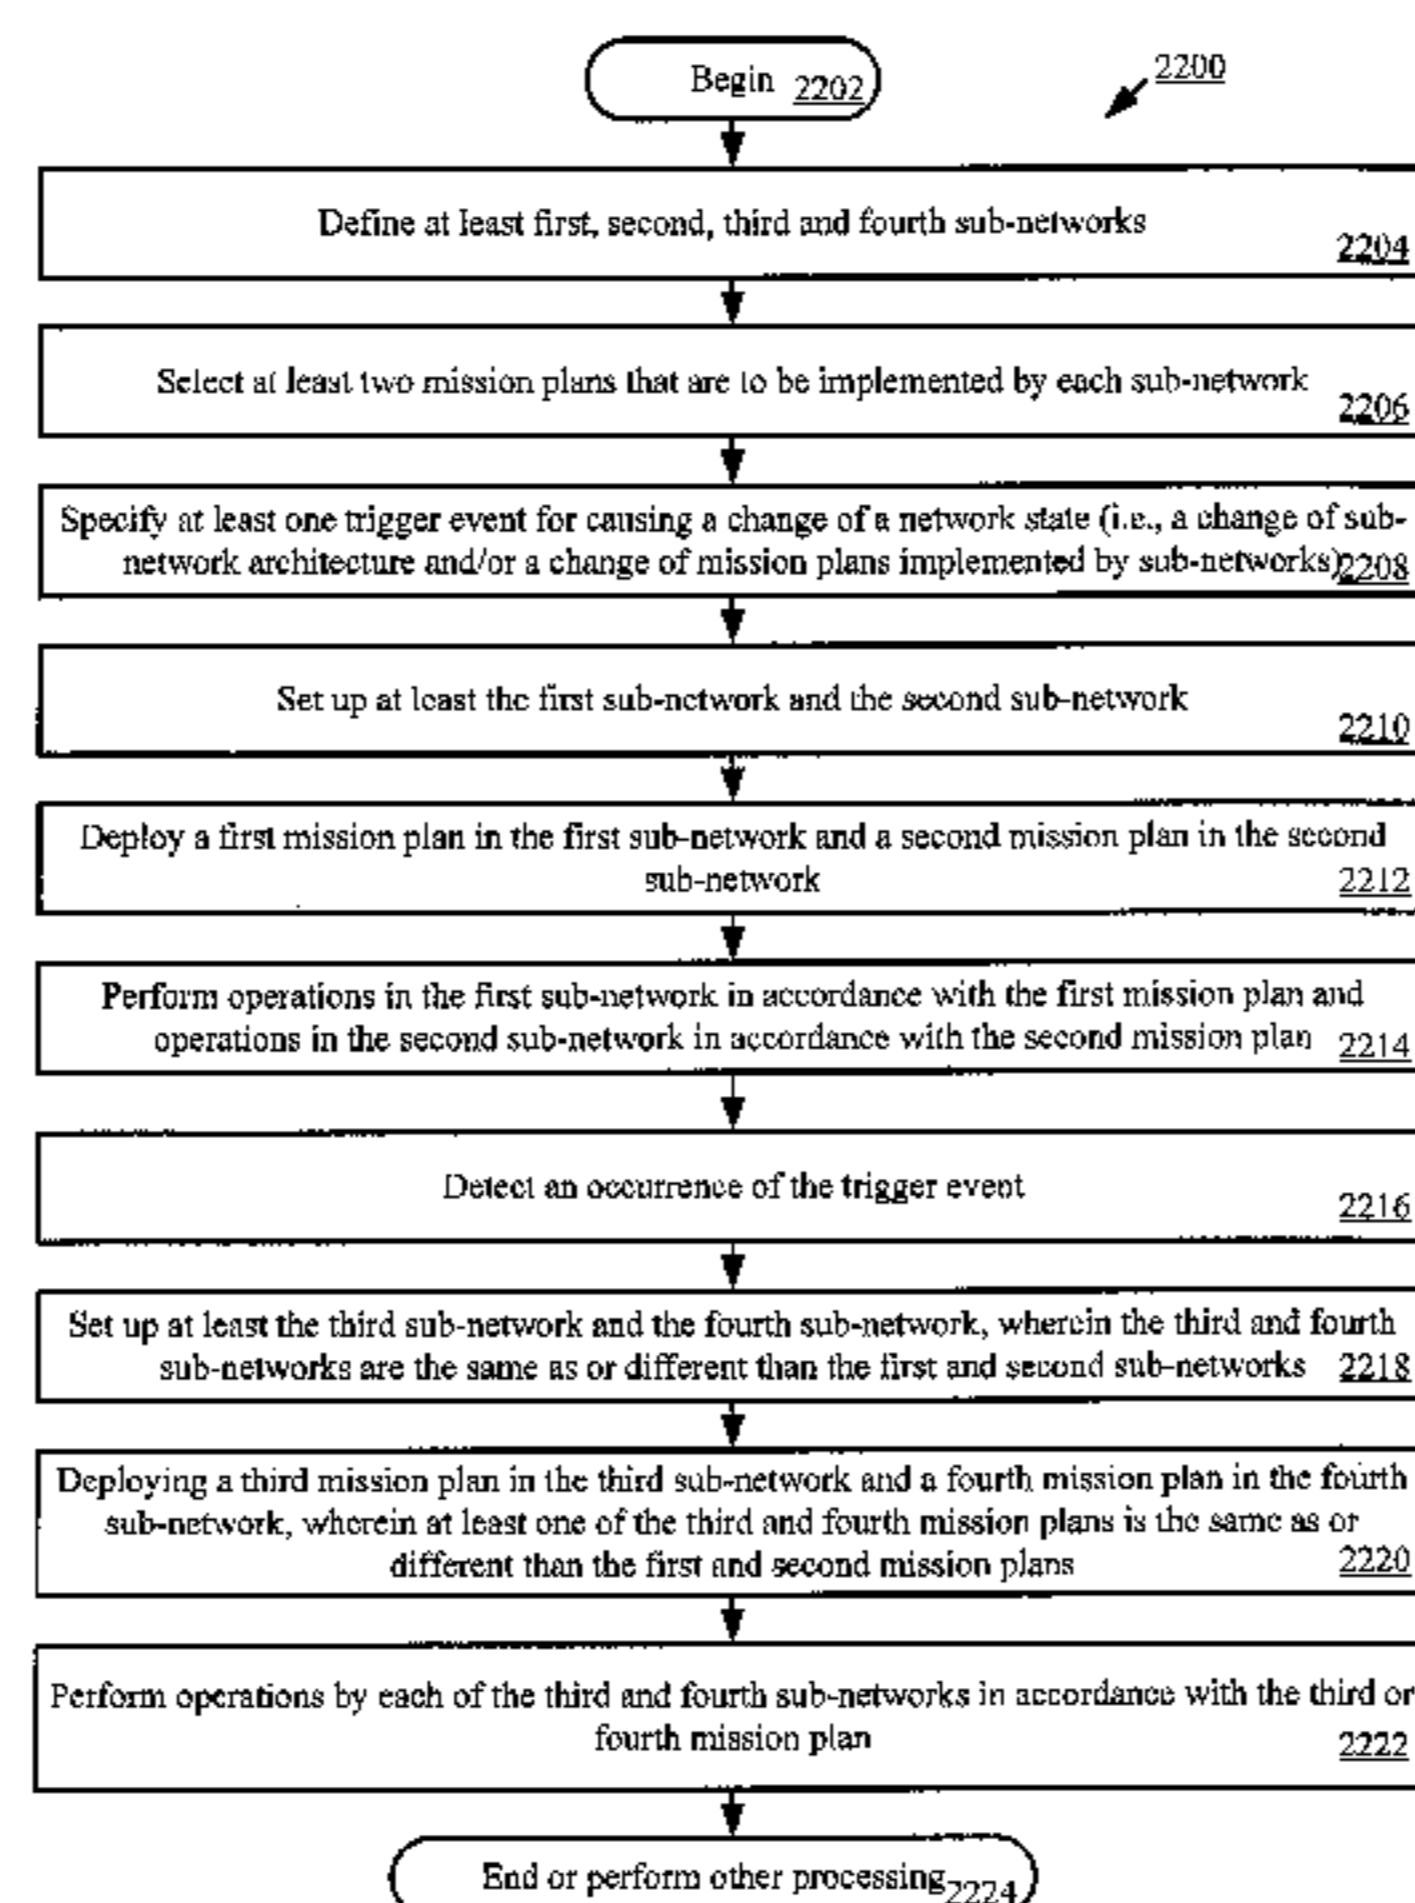 Begin 2202
2200
Define at least first, second, third and fourth sub-networks
2204
Select at least two mission plans that are to be implemented by each sub-network
2206
Specify at least one trigger event for causing a change of a network state (i.e., a change of sub-
network architecture and/or a change of mission plans implemented by sub-networks) 2208
Set up at least the first sub-network and the second sub-network
2210
Deploy a first mission plan in the first sub-network and a second mission plan in the second
sub-network 2212
Perform operations in the first sub-network in accordance with the first mission plan and
operations in the second sub-network in accordance with the second mission plan 2214
Detect an occurrence of the trigger event
2216
Set up at least the third sub-network and the fourth sub-network, wherein the third and fourth
sub-networks are the same as or different than the first and second sub-networks 2218
Deploying a third mission plan in the third sub-network and a fourth mission plan in the fourth
sub-network, wherein at least one of the third and fourth mission plans is the same as or
different than the first and second mission plans 2220
Perform operations by each of the third and fourth sub-networks in accordance with the third or
fourth mission plan 2222
End or perform other processing 2224